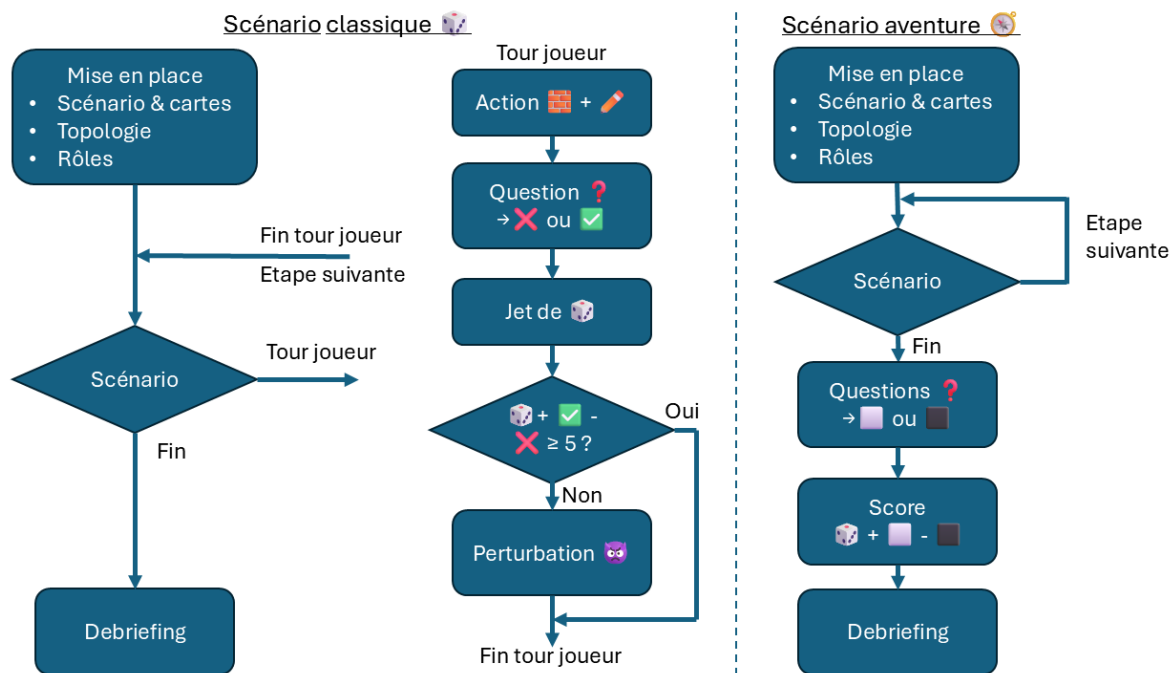 Scénario classique 🎲
Mise en place
• Scénario & cartes
• Topologie
• Rôles
Fin tour joueur
Etape suivante
Scénario
Tour joueur
Fin
Debriefing
Tour joueur
Action 🧱 + ✏️
Question ❓
→ ❌ ou ✅
Jet de 🎲
🎲 + ✅ -
❌ ≥ 5 ?
Oui
Non
Perturbation 👿
Fin tour joueur
Scénario aventure 🧭
Mise en place
• Scénario & cartes
• Topologie
• Rôles
Etape
suivante
Scénario
Fin
Questions ❓
→ ⬜ ou ⬛
Score
🎲 + ⬜ - ⬛
Debriefing